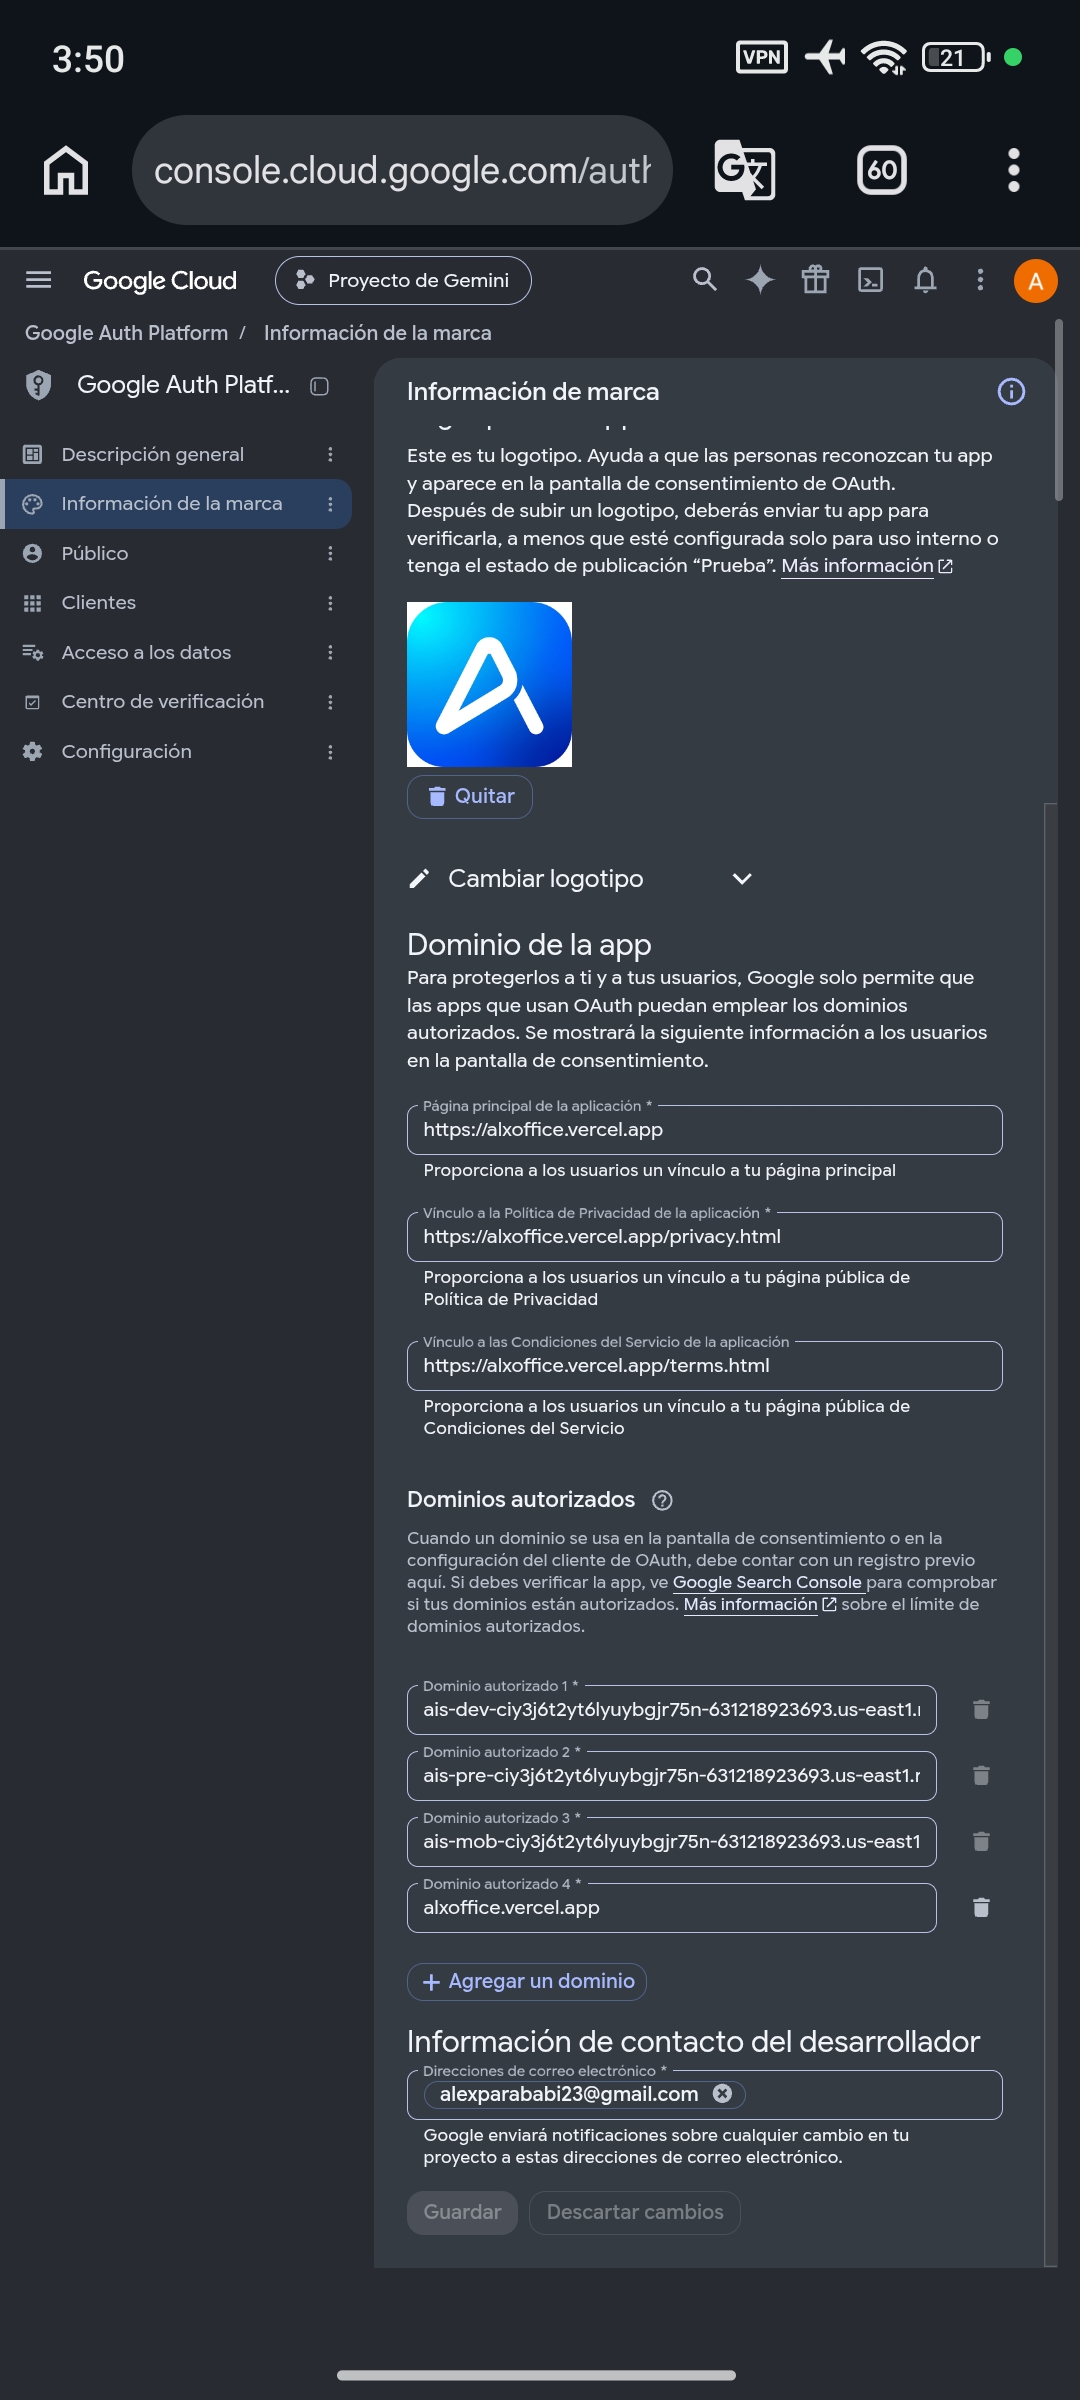 3:50
VPN
21
console.cloud.google.com/auth
60
Google Cloud
Proyecto de Gemini
A
Google Auth Platform / Información de la marca
Google Auth Platf...
Descripción general
Información de la marca
Público
Clientes
Acceso a los datos
Centro de verificación
Configuración
Información de marca
Este es tu logotipo. Ayuda a que las personas reconozcan tu app
y aparece en la pantalla de consentimiento de OAuth.
Después de subir un logotipo, deberás enviar tu app para
verificarla, a menos que esté configurada solo para uso interno o
tenga el estado de publicación “Prueba”. Más información
Quitar
Cambiar logotipo
Dominio de la app
Para protegerlos a ti y a tus usuarios, Google solo permite que
las apps que usan OAuth puedan emplear los dominios
autorizados. Se mostrará la siguiente información a los usuarios
en la pantalla de consentimiento.
Página principal de la aplicación *
https://alxoffice.vercel.app
Proporciona a los usuarios un vínculo a tu página principal
Vínculo a la Política de Privacidad de la aplicación *
https://alxoffice.vercel.app/privacy.html
Proporciona a los usuarios un vínculo a tu página pública de
Política de Privacidad
Vínculo a las Condiciones del Servicio de la aplicación
https://alxoffice.vercel.app/terms.html
Proporciona a los usuarios un vínculo a tu página pública de
Condiciones del Servicio
Dominios autorizados
Cuando un dominio se usa en la pantalla de consentimiento o en la
configuración del cliente de OAuth, debe contar con un registro previo
aquí. Si debes verificar la app, ve Google Search Console para comprobar
si tus dominios están autorizados. Más información sobre el límite de
dominios autorizados.
Dominio autorizado 1 *
ais-dev-ciy3j6t2yt6lyuybgjr75n-631218923693.us-east1.
Dominio autorizado 2 *
ais-pre-ciy3j6t2yt6lyuybgjr75n-631218923693.us-east1.
Dominio autorizado 3 *
ais-mob-ciy3j6t2yt6lyuybgjr75n-631218923693.us-east1
Dominio autorizado 4 *
alxoffice.vercel.app
+ Agregar un dominio
Información de contacto del desarrollador
Direcciones de correo electrónico *
alexparababi23@gmail.com
Google enviará notificaciones sobre cualquier cambio en tu
proyecto a estas direcciones de correo electrónico.
Guardar
Descartar cambios